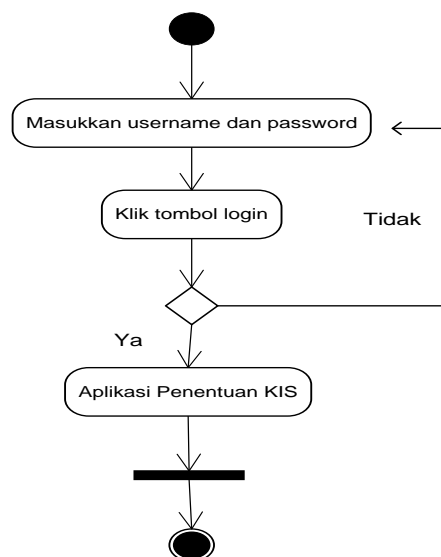 Masukkan username dan password
Klik tombol login
Tidak
Ya
Aplikasi Penentuan KIS